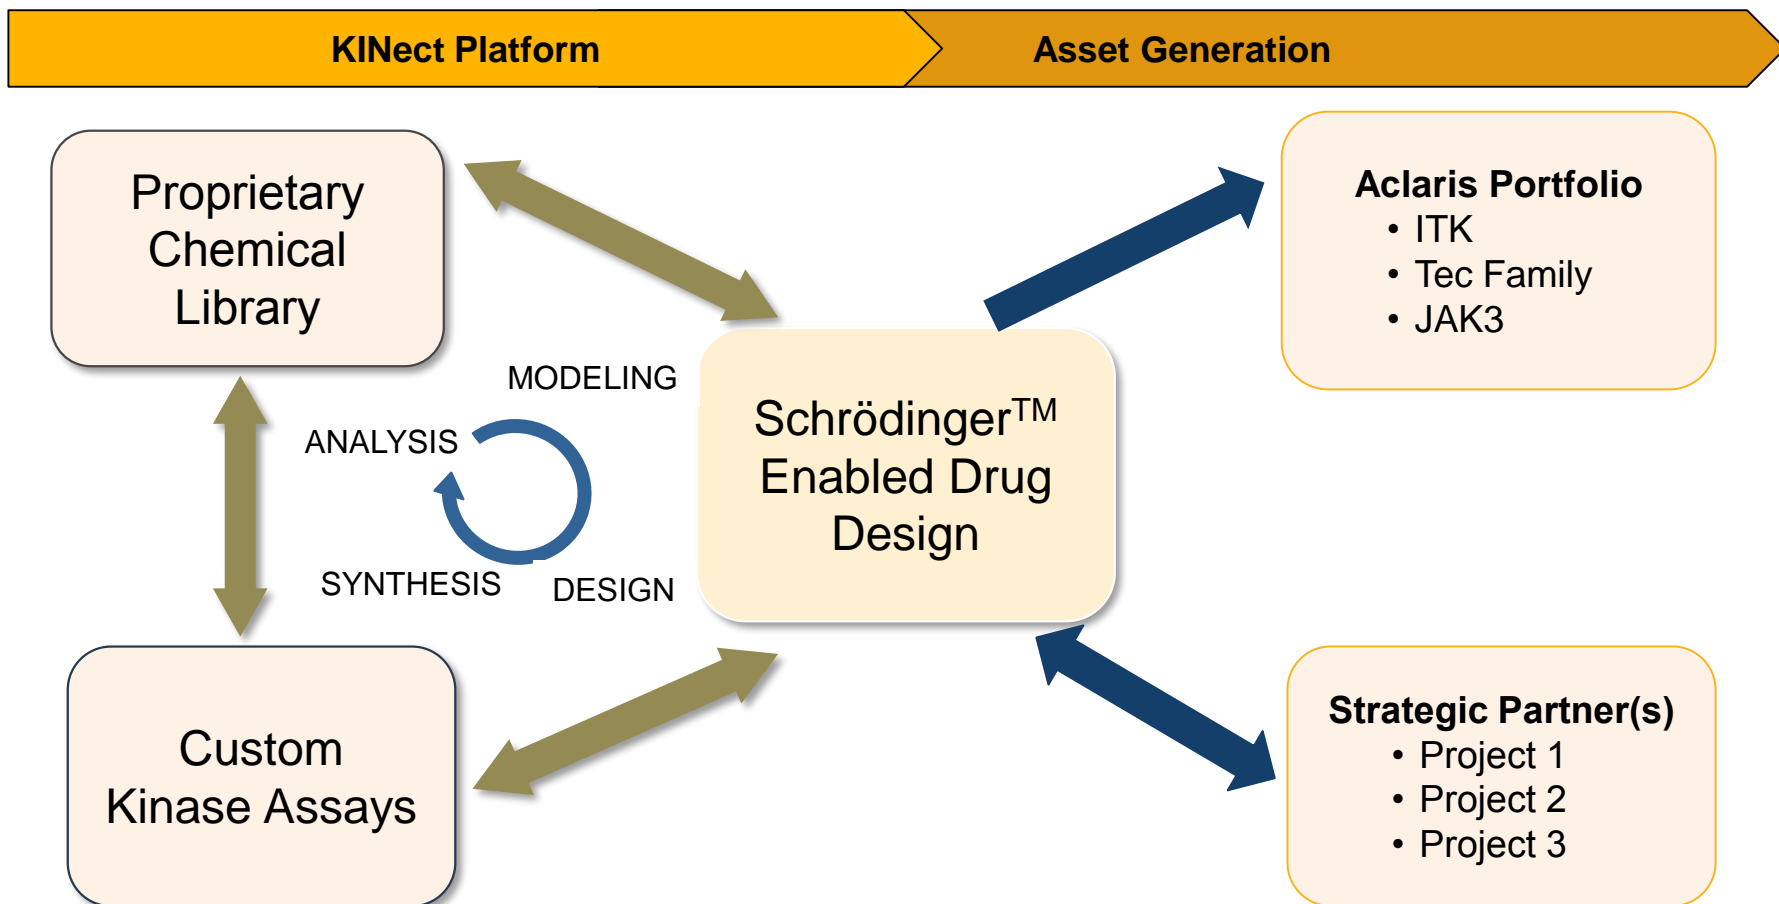 KINect Platform
Asset Generation
Proprietary
Chemical
Library
Aclaris Portfolio
• ITK
• Tec Family
• JAK3
MODELING
ANALYSIS
SYNTHESIS
DESIGN
Schrödinger™
Enabled Drug
Design
Custom
Kinase Assays
Strategic Partner(s)
• Project 1
• Project 2
• Project 3